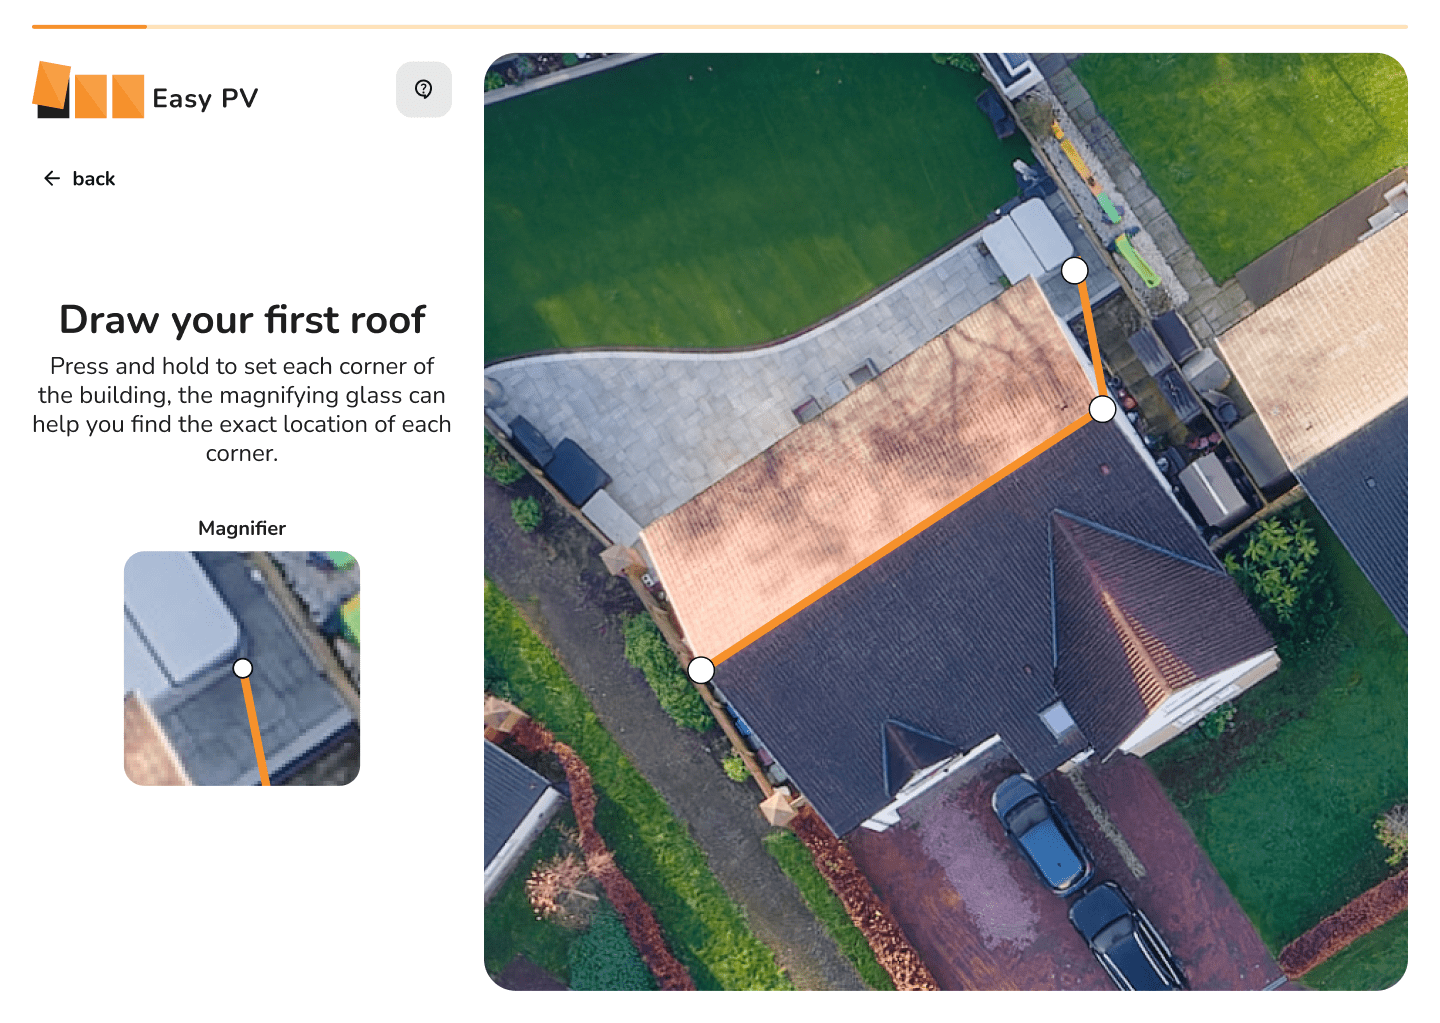 Easy PV
back
Draw your first roof
Press and hold to set each corner of
the building, the magnifying glass can
help you find the exact location of each
corner.
Magnifier